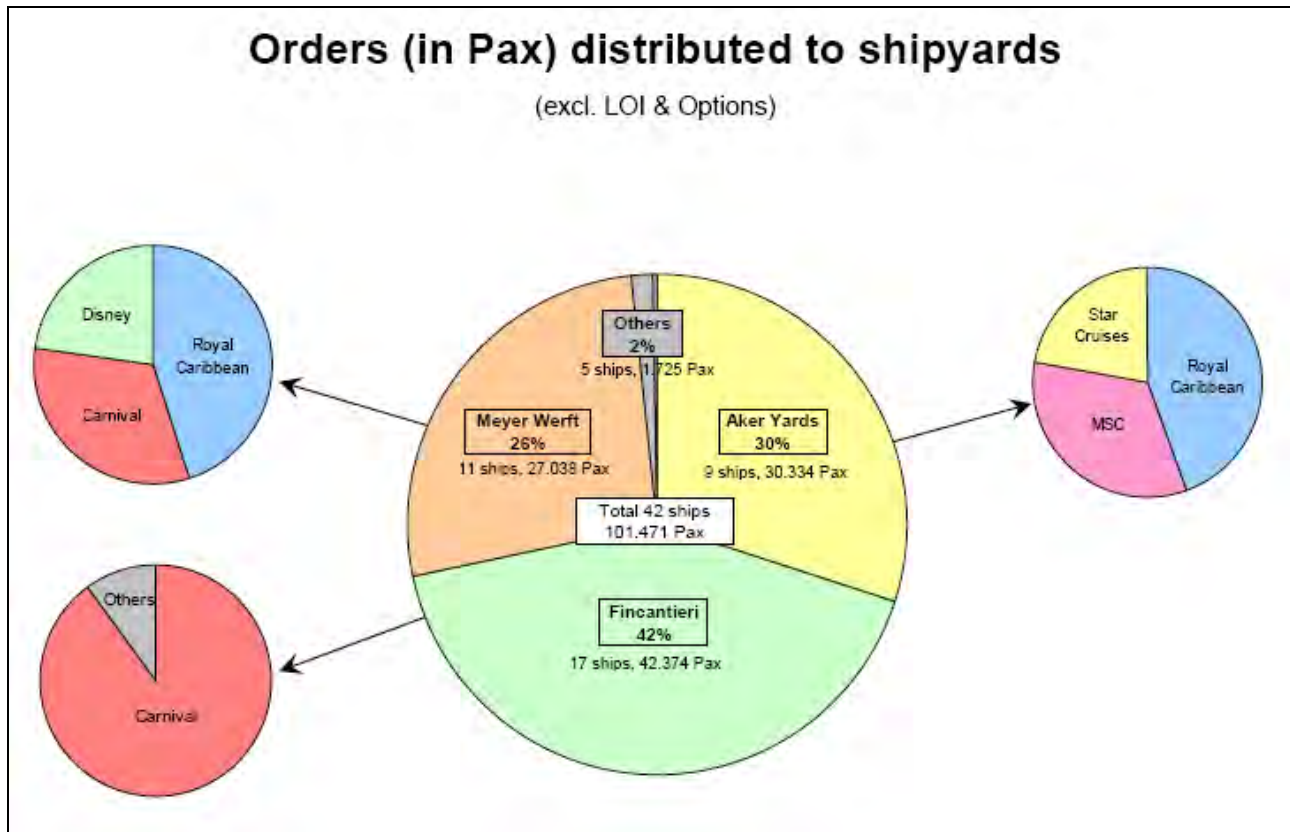 Orders (in Pax) distributed to shipyards
(excl. LOI & Options)
Disney
Royal
Caribbean
Carnival
Others
2%
5 ships, 1.725 Pax
Meyer Werft
26%
11 ships, 27.038 Pax
Aker Yards
30%
9 ships, 30.334 Pax
Total 42 ships
101.471 Pax
Fincantieri
42%
17 ships, 42.374 Pax
Star
Cruises
Royal
Caribbean
MSC
Others
Carnival